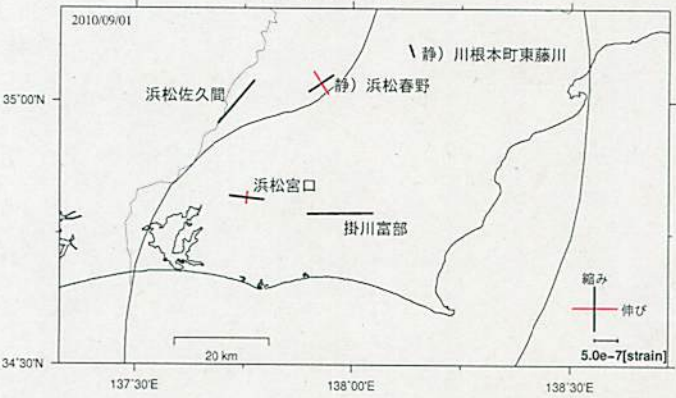 2010/09/01
静）川根本町東藤川
35°00'N
浜松佐久間
静）浜松春野
浜松宮口
掛川富部
縮み
伸び
20 km
5.0e-7[strain]
34°30'N
137°30'E
138°00'E
138°30'E